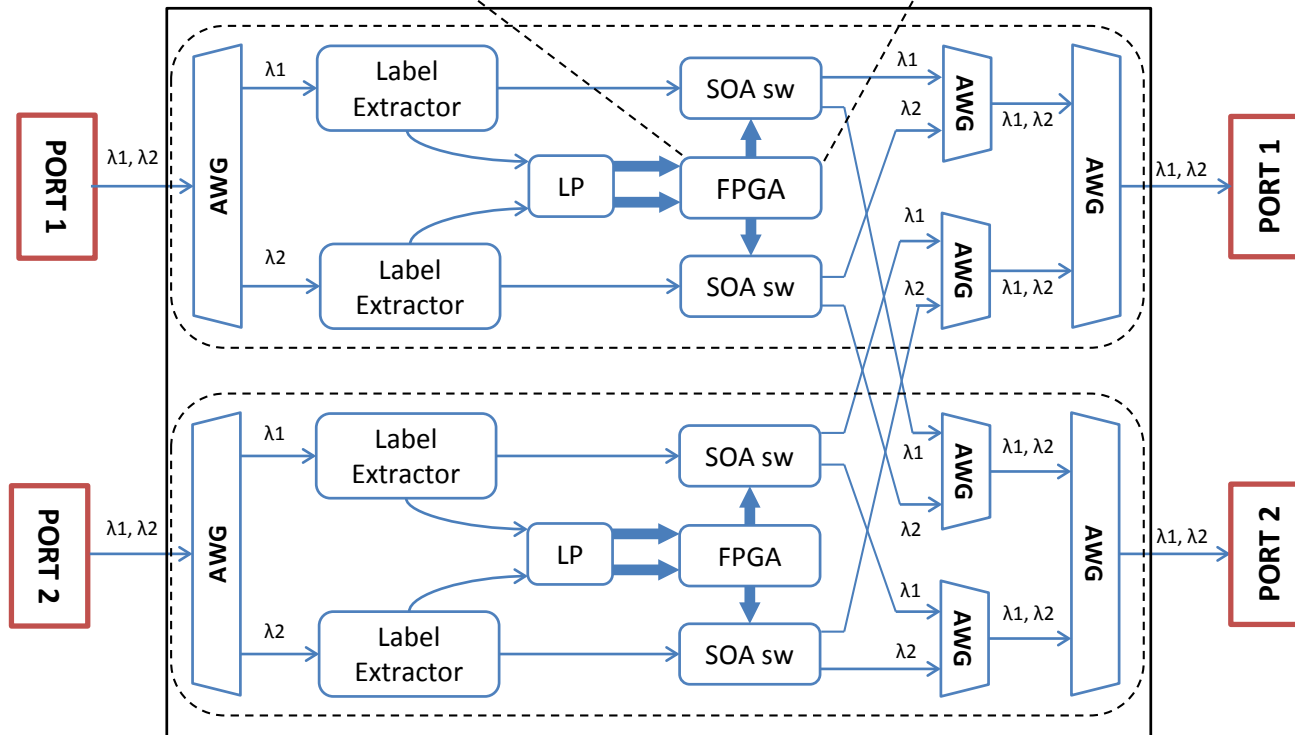 PORT 1
λ1, λ2
AWG
λ1
Label
Extractor
λ2
Label
Extractor
LP
FPGA
SOA sw
SOA sw
λ1
λ2
AWG
λ1, λ2
λ1
λ2
AWG
λ1, λ2
AWG
λ1, λ2
PORT 1
PORT 2
λ1, λ2
AWG
λ1
Label
Extractor
λ2
Label
Extractor
LP
FPGA
SOA sw
SOA sw
λ1
λ2
AWG
λ1, λ2
λ1
λ2
AWG
λ1, λ2
AWG
λ1, λ2
PORT 2